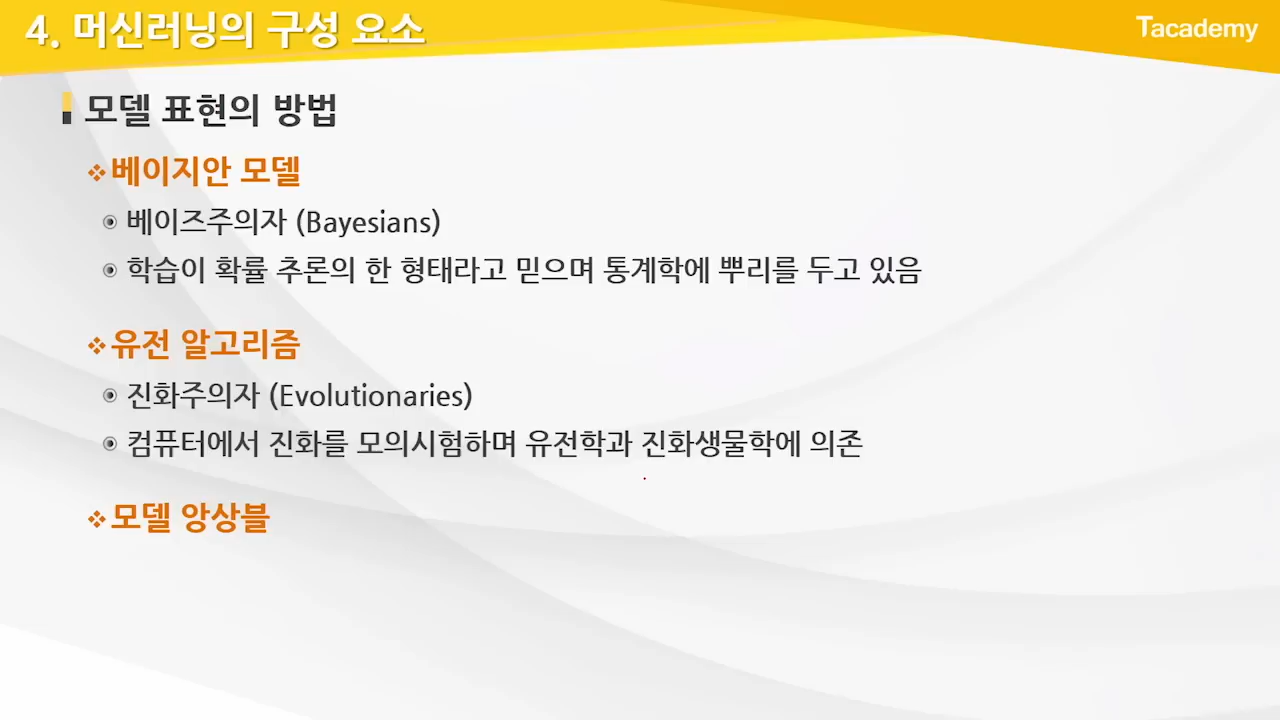 4. 머신러닝의 구성 요소
Tacademy
모델 표현의 방법
베이지안 모델
베이즈주의자 (Bayesians)
학습이 확률 추론의 한 형태라고 믿으며 통계학에 뿌리를 두고 있음
유전 알고리즘
진화주의자 (Evolutionaries)
컴퓨터에서 진화를 모의시험하며 유전학과 진화생물학에 의존
모델 앙상블